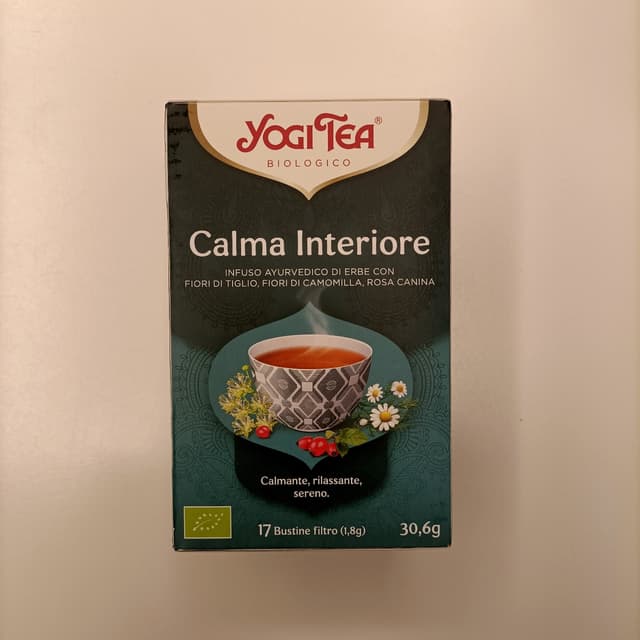 YOGI TEA®
BIOLOGICO
Calma Interiore
INFUSO AYURVEDICO DI ERBE CON
FIORI DI TIGLIO, FIORI DI CAMOMILLA, ROSA CANINA
Calmante, rilassante,
sereno.
17 Bustine filtro (1,8g) 30,6g